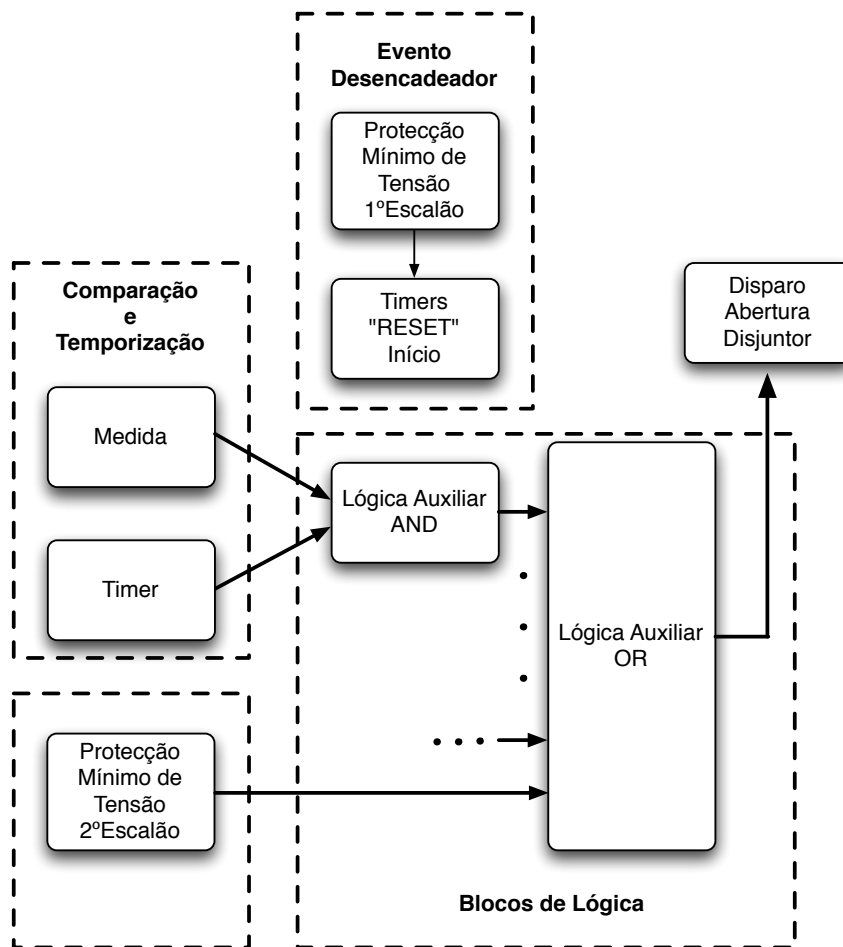 Evento
Desencadeador
Protecção
Mínimo de
Tensão
1ºEscalão
Timers
"RESET"
Início
Disparo
Abertura
Disjuntor
Comparação
e
Temporização
Medida
Timer
Lógica Auxiliar
AND
Lógica Auxiliar
OR
Protecção
Mínimo de
Tensão
2ºEscalão
Blocos de Lógica